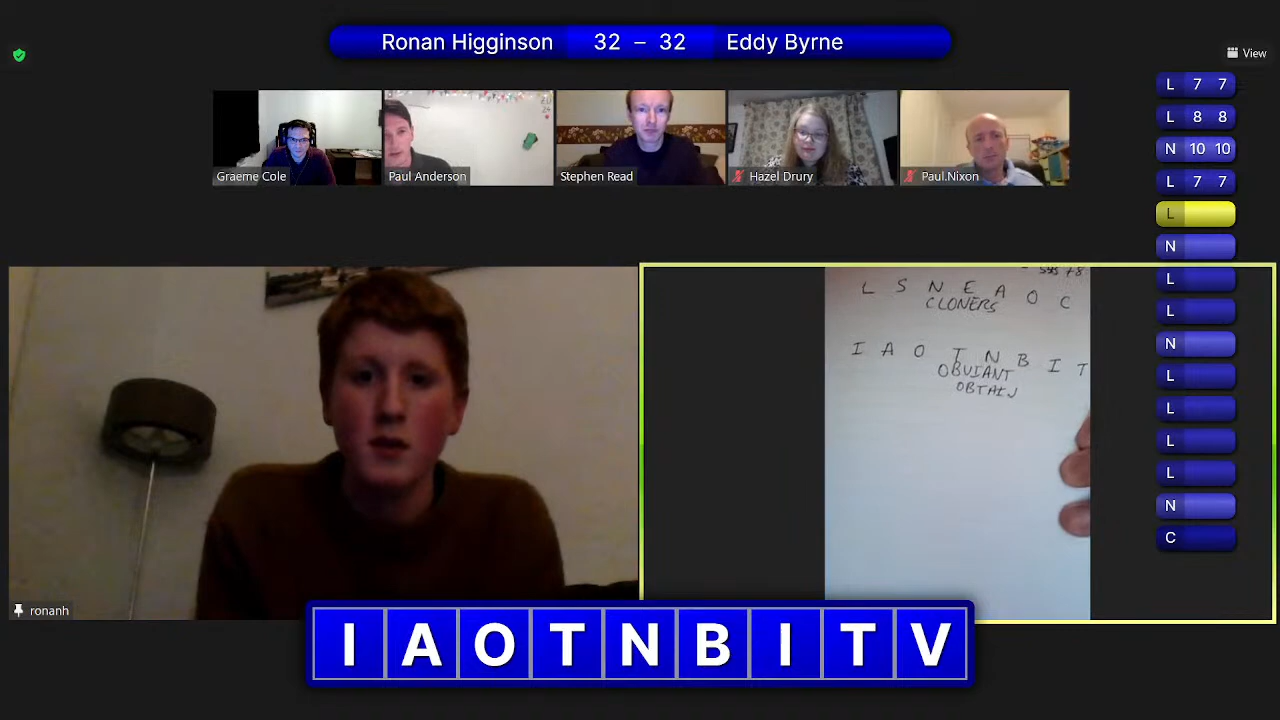 Ronan Higginson 32 – 32 Eddy Byrne
View
Graeme Cole
Paul Anderson
Stephen Read
Hazel Drury
Paul.Nixon
L 7 7
L 8 8
N 10 10
L 7 7
L
N
L
L
N
L
L
L
L
N
C
L S N E A O C
CLONERS
I A O T N B I T
OBVIANT
OBTAIN
ronanh
I A O T N B I T V